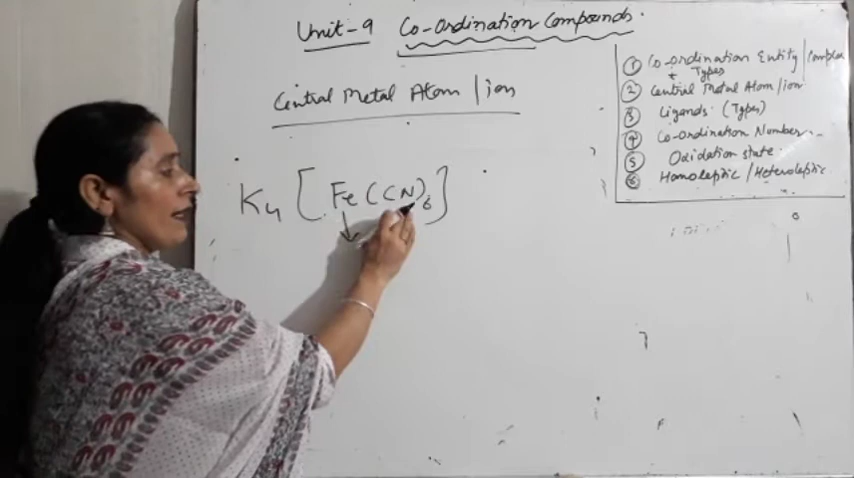 Unit-9 Co-Ordination Compounds.
Central Metal Atom / ion
K4 [Fe(CN)6]
① Co-ordination Entity / Complex
+ Types
② Central Metal Atom / ion
③ Ligands. (Types)
④ Co-ordination Number
⑤ Oxidation state
⑥ Homoleptic / Heteroleptic